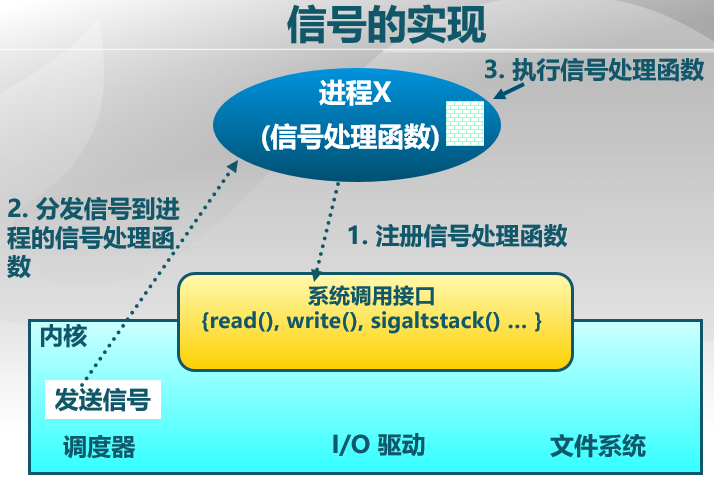 信号的实现
3. 执行信号处理函数
进程X
(信号处理函数)
2. 分发信号到进
程的信号处理函
数
1. 注册信号处理函数
系统调用接口
{read(), write(), sigaltstack() ... }
内核
发送信号
调度器
I/O 驱动
文件系统